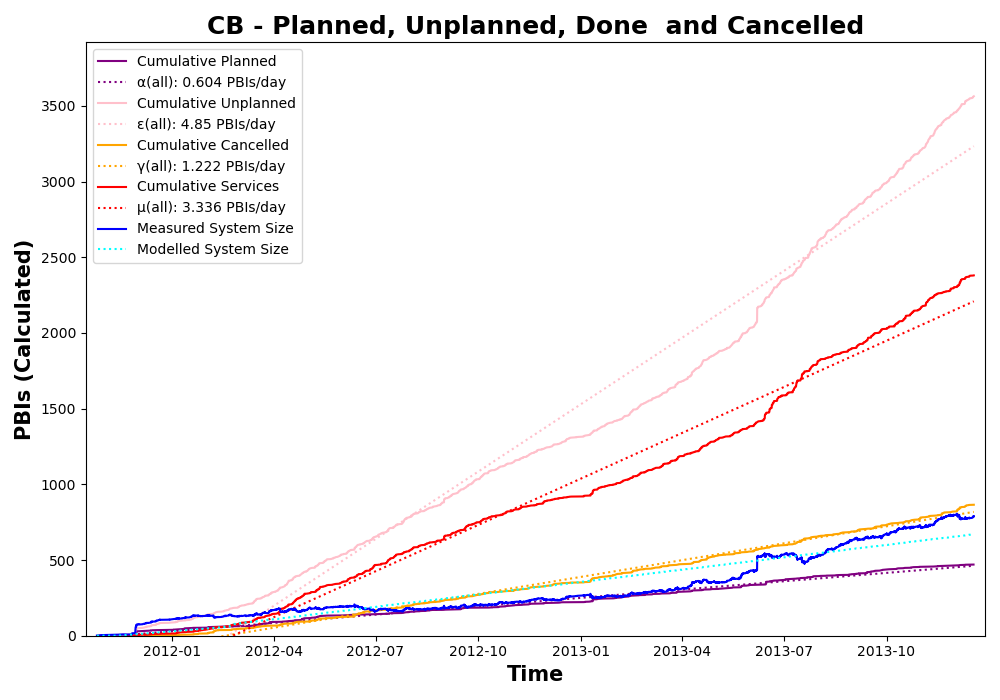 CB - Planned, Unplanned, Done  and Cancelled
Cumulative Planned
α(all): 0.604 PBIs/day
Cumulative Unplanned
ε(all): 4.85 PBIs/day
Cumulative Cancelled
γ(all): 1.222 PBIs/day
Cumulative Services
μ(all): 3.336 PBIs/day
Measured System Size
Modelled System Size
PBIs (Calculated)
3500
3000
2500
2000
1500
1000
500
0
2012-01
2012-04
2012-07
2012-10
2013-01
2013-04
2013-07
2013-10
Time